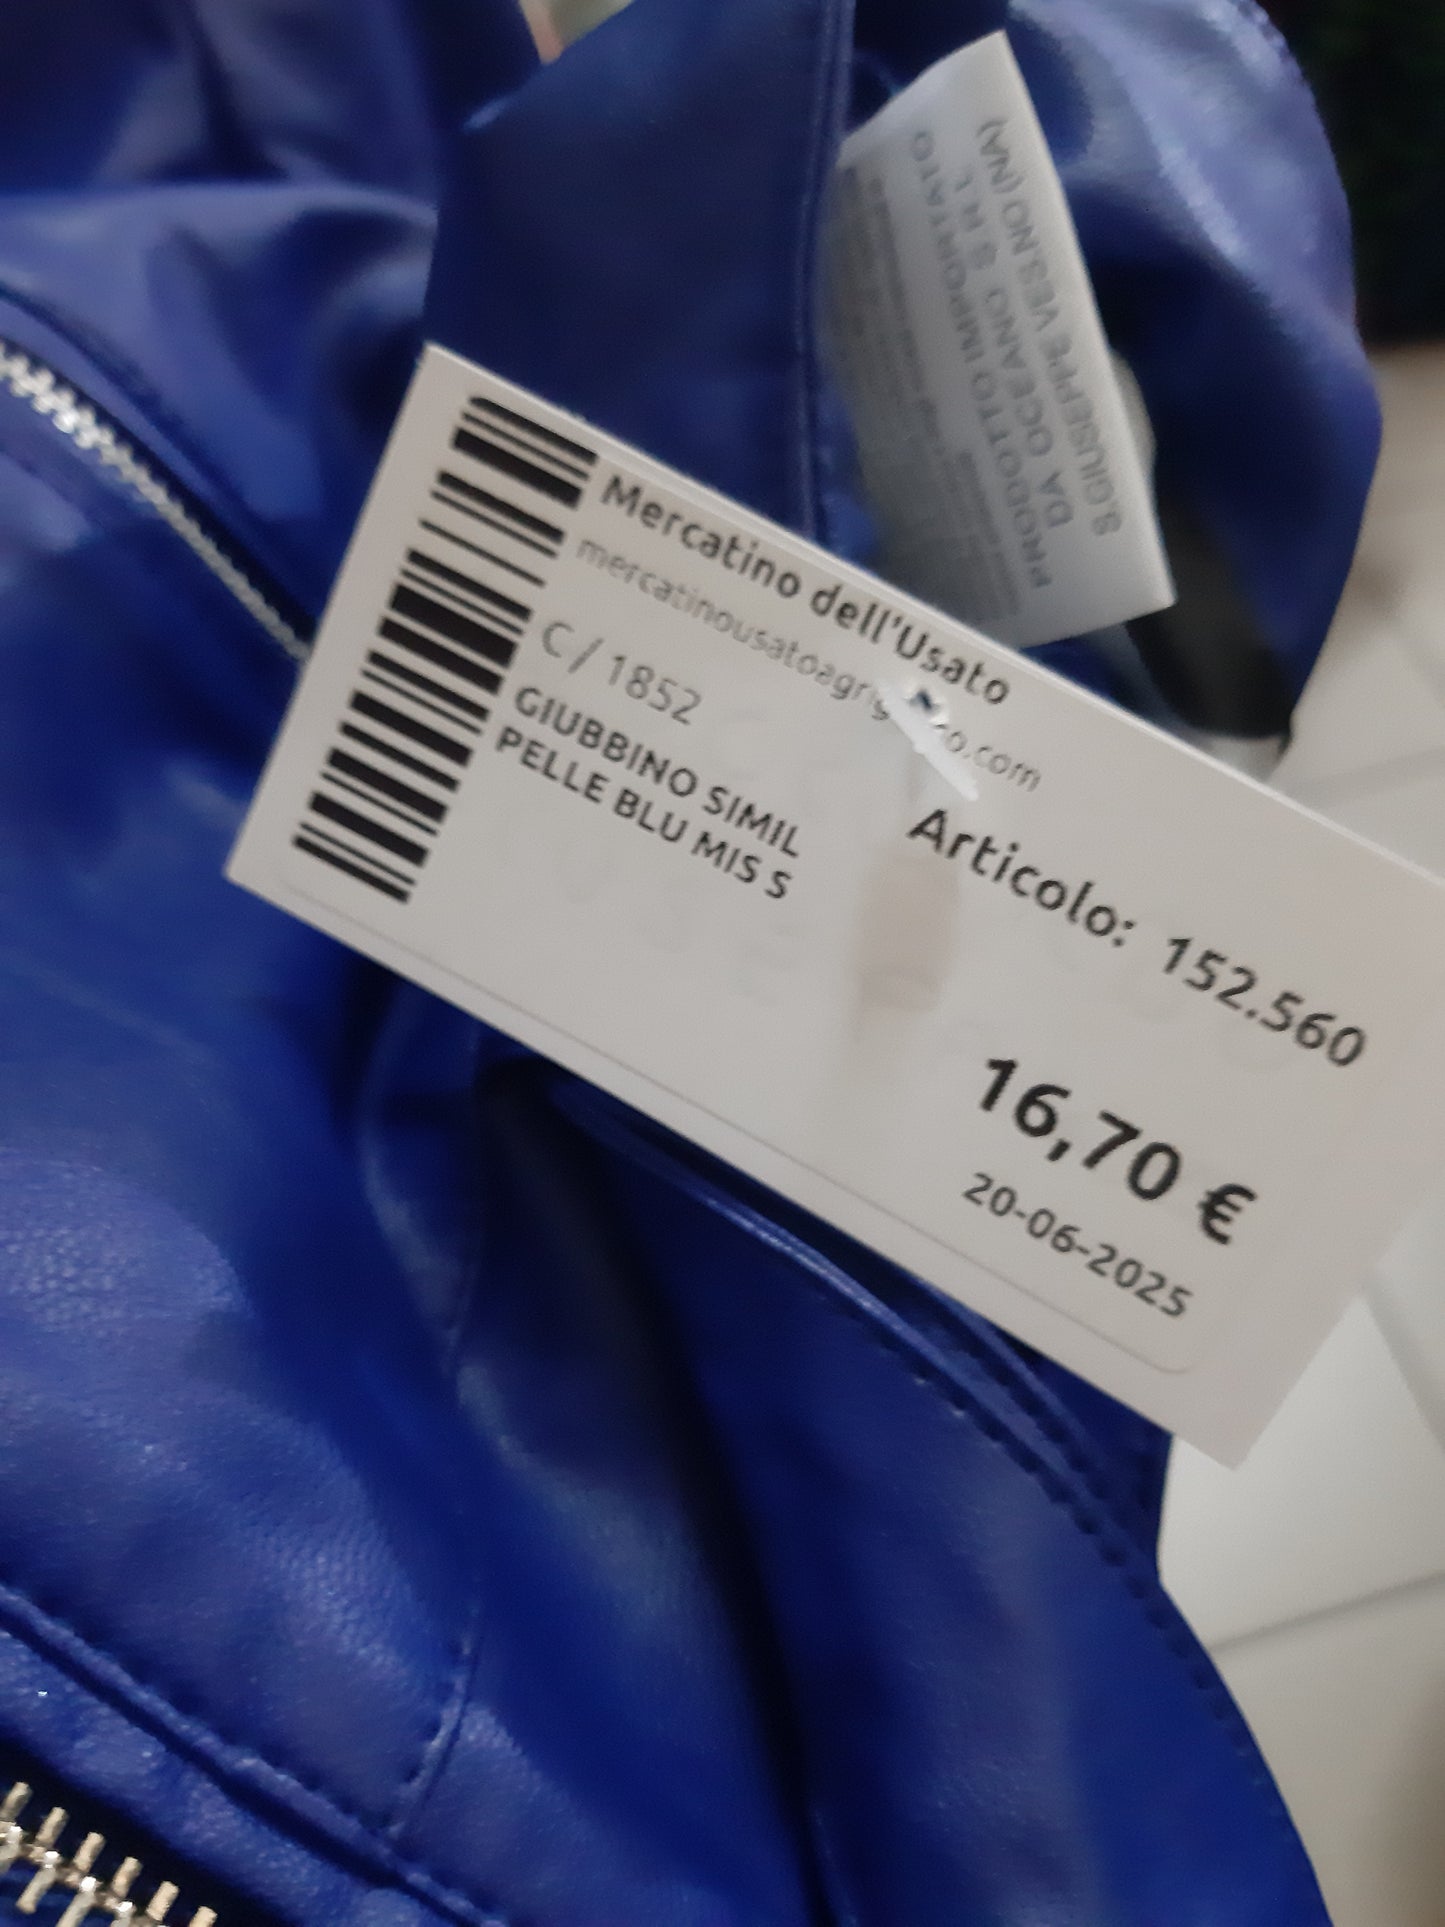 Mercatino dell'Usato
C / 1852
GIUBBINO SIMIL
PELLE BLU MIS S
Articolo: 152.560
16,70 €
20-06-2025
PRODOTTO IMPORTATO
DA OCEANO S R L
S.GIUSEPPE VES.NO (NA)